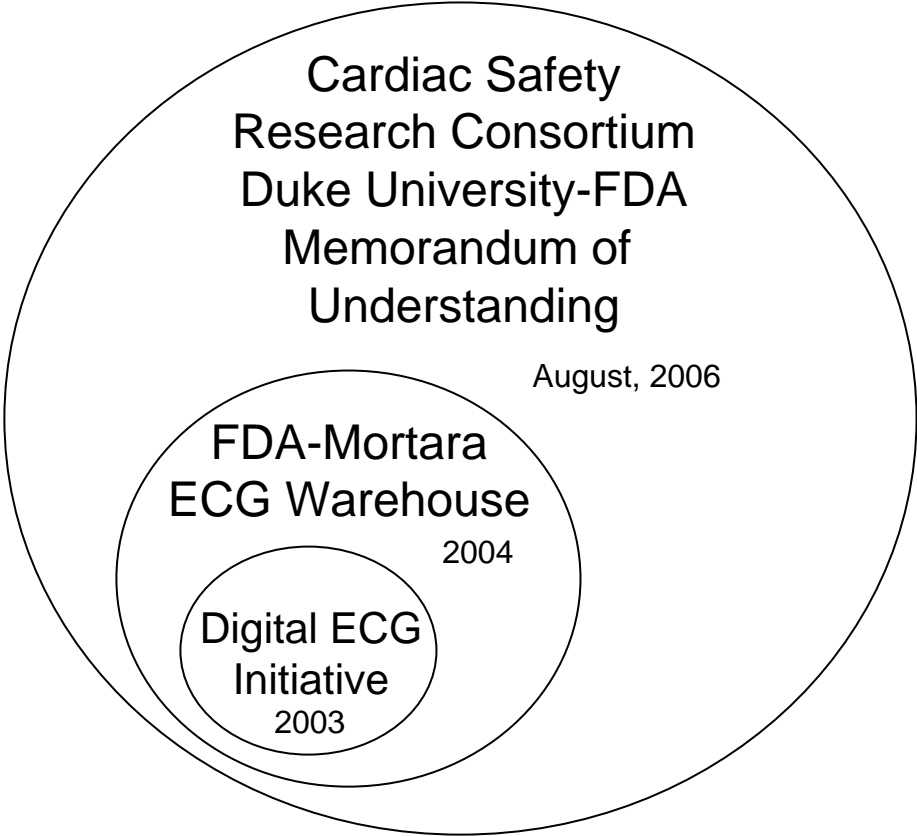 Cardiac Safety
Research Consortium
Duke University-FDA
Memorandum of
Understanding
August, 2006
FDA-Mortara
ECG Warehouse
2004
Digital ECG
Initiative
2003